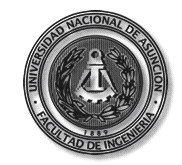 UNIVERSIDAD NACIONAL DE ASUNCION
FACULTAD DE INGENIERIA
1889